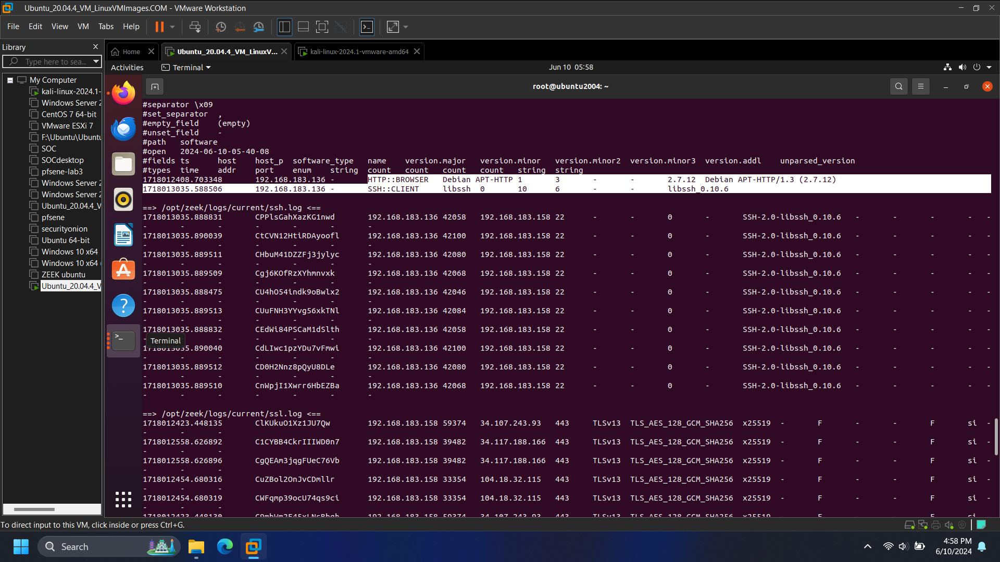 Ubuntu_20.04.4_VM_LinuxVMImages.COM - VMware Workstation
File Edit View VM Tabs Help
Library
Type here to sea...
My Computer
kali-linux-2024.1-
Windows Server 2
CentOS 7 64-bit
VMware ESXi 7
F:\Ubuntu\Ubuntu
SOC
SOCdesktop
pfsene-lab3
Windows Server 2
Windows Server 2
Ubuntu_20.04.4_V
pfsene
securityonion
Ubuntu 64-bit
Windows 10 x64
Windows 10 x64
ZEEK ubuntu
Ubuntu_20.04.4_V
Home Ubuntu_20.04.4_VM_LinuxV... kali-linux-2024.1-vmware-amd64
Activities Terminal Jun 10 05:58
root@ubuntu2004: ~
#separator \x09
#set_separator ,
#empty_field (empty)
#unset_field -
#path software
#open 2024-06-10-05-40-08
#fields ts host host_p software_type name version.major version.minor version.minor2 version.minor3 version.addl unparsed_version
#types time addr port enum string count count count count string string
1718012408.703348 192.168.183.136 - HTTP::BROWSER Debian APT-HTTP 1 3 - - 2.7.12 Debian APT-HTTP/1.3 (2.7.12)
1718013035.588506 192.168.183.136 - SSH::CLIENT libssh 0 10 6 - - libssh_0.10.6
==> /opt/zeek/logs/current/ssh.log <==
1718013035.888831 CPPlsGahXazKG1nwd 192.168.183.136 42058 192.168.183.158 22 - - 0 - SSH-2.0-libssh_0.10.6 - - - - -
- - - - - - -
1718013035.890039 CtCVN12HtiRDAyoofl 192.168.183.136 42100 192.168.183.158 22 - - 0 - SSH-2.0-libssh_0.10.6 - - - - -
- - - - - - -
1718013035.889511 CHbuM41DZZFj3jylyc 192.168.183.136 42080 192.168.183.158 22 - - 0 - SSH-2.0-libssh_0.10.6 - - - - -
- - - - - - -
1718013035.889509 Cgj6KOfRzXYhmnvxk 192.168.183.136 42068 192.168.183.158 22 - - 0 - SSH-2.0-libssh_0.10.6 - - - - -
- - - - - - -
1718013035.888475 CU4hO54indk9oBwlx2 192.168.183.136 42046 192.168.183.158 22 - - 0 - SSH-2.0-libssh_0.10.6 - - - - -
- - - - - - -
1718013035.889513 CUuFNH3YYvg56xkTNl 192.168.183.136 42084 192.168.183.158 22 - - 0 - SSH-2.0-libssh_0.10.6 - - - - -
- - - - - - -
1718013035.888832 CEdWi84PSCaM1dSlth 192.168.183.136 42058 192.168.183.158 22 - - 0 - SSH-2.0-libssh_0.10.6 - - - - -
- - - - - - -
Terminal
1718013035.890040 CdLIwc1pzYDu7vFmwi 192.168.183.136 42100 192.168.183.158 22 - - 0 - SSH-2.0-libssh_0.10.6 - - - - -
- - - - - - -
1718013035.889512 CD0H2Nnz8pQyU8DLe 192.168.183.136 42080 192.168.183.158 22 - - 0 - SSH-2.0-libssh_0.10.6 - - - - -
- - - - - - -
1718013035.889510 CnWpjI1Xwrr6HbEZBa 192.168.183.136 42068 192.168.183.158 22 - - 0 - SSH-2.0-libssh_0.10.6 - - - - -
- - - - - - -
==> /opt/zeek/logs/current/ssl.log <==
1718012423.448135 ClKUkuO1Xz1JU7Qw 192.168.183.158 59374 34.107.243.93 443 TLSv13 TLS_AES_128_GCM_SHA256 x25519 - F - - F si -
- - -
1718012558.626892 C1CYBB4CkrIIIWD0n7 192.168.183.158 39482 34.117.188.166 443 TLSv13 TLS_AES_128_GCM_SHA256 x25519 - F - - F si -
- - -
1718012558.626896 CgQEAm3jqgFUeC76Vb 192.168.183.158 39482 34.117.188.166 443 TLSv13 TLS_AES_128_GCM_SHA256 x25519 - F - - F si -
- - -
1718012454.680316 CuZBol2OnJvCDmllr 192.168.183.158 33354 104.18.32.115 443 TLSv13 TLS_AES_128_GCM_SHA256 x25519 - F - - F si -
- - -
1718012454.680319 CWFqmp39ocU74qs9ci 192.168.183.158 33354 104.18.32.115 443 TLSv13 TLS_AES_128_GCM_SHA256 x25519 - F - - F si -
- - -
1718012423.448130 192.168.183.158 59374 34.107.243.93 443 TLSv13 TLS_AES_128_GCM_SHA256 x25519 - F - - F si -
To direct input to this VM, click inside or press Ctrl+G.
Search
4:58 PM
6/10/2024